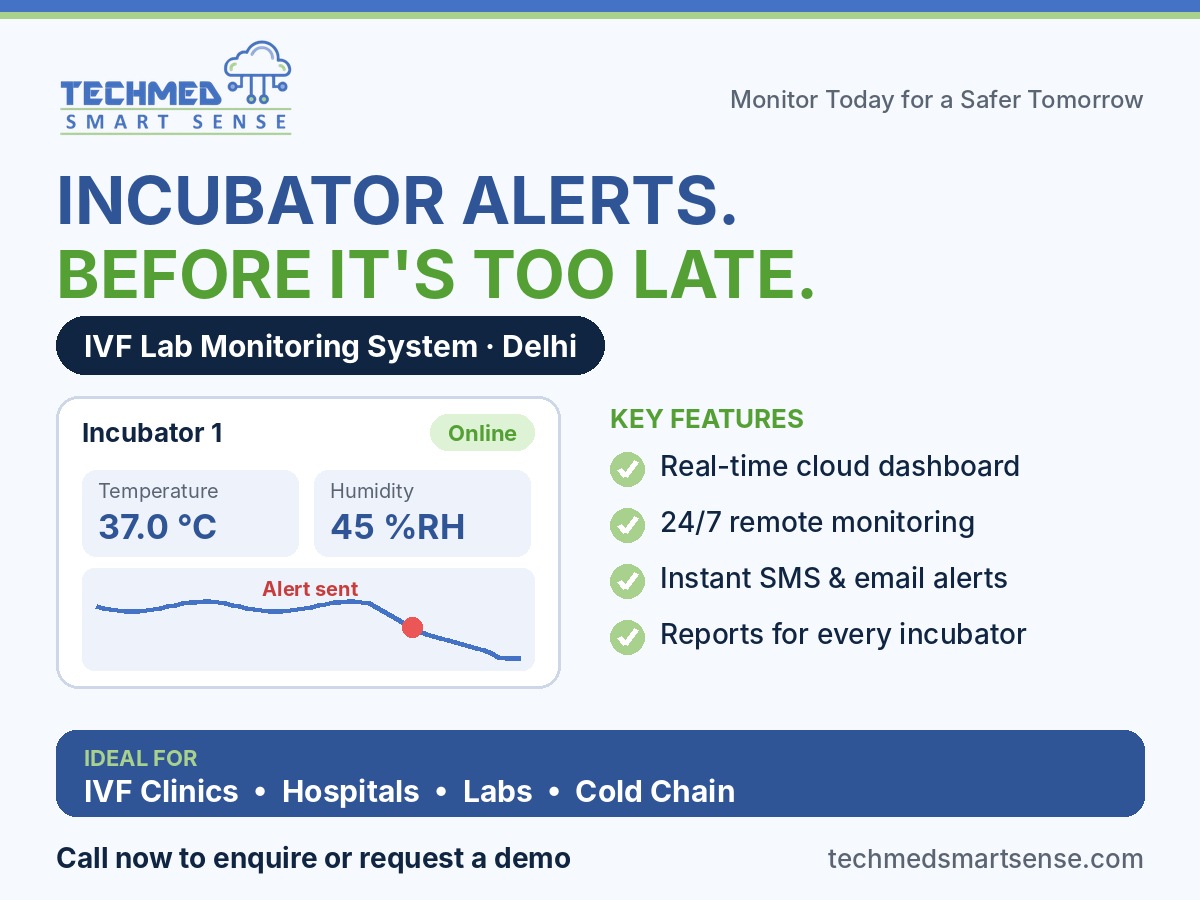 TECHMED
SMART SENSE
Monitor Today for a Safer Tomorrow
INCUBATOR ALERTS.
BEFORE IT'S TOO LATE.
IVF Lab Monitoring System · Delhi
Incubator 1
Online
Temperature
37.0 °C
Humidity
45 %RH
Alert sent
KEY FEATURES
Real-time cloud dashboard
24/7 remote monitoring
Instant SMS & email alerts
Reports for every incubator
IDEAL FOR
IVF Clinics • Hospitals • Labs • Cold Chain
Call now to enquire or request a demo
techmedsmartsense.com